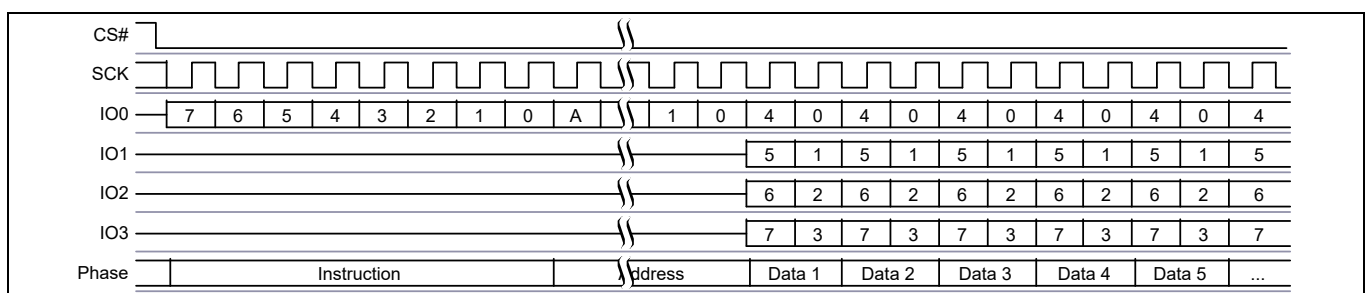 CS#
SCK
IO0 7 6 5 4 3 2 1 0 A 1 0 4 0 4 0 4 0 4 0 4 0 4
IO1 5 1 5 1 5 1 5 1 5 1 5
IO2 6 2 6 2 6 2 6 2 6 2 6
IO3 7 3 7 3 7 3 7 3 7 3 7
Phase Instruction Address Data 1 Data 2 Data 3 Data 4 Data 5 ...